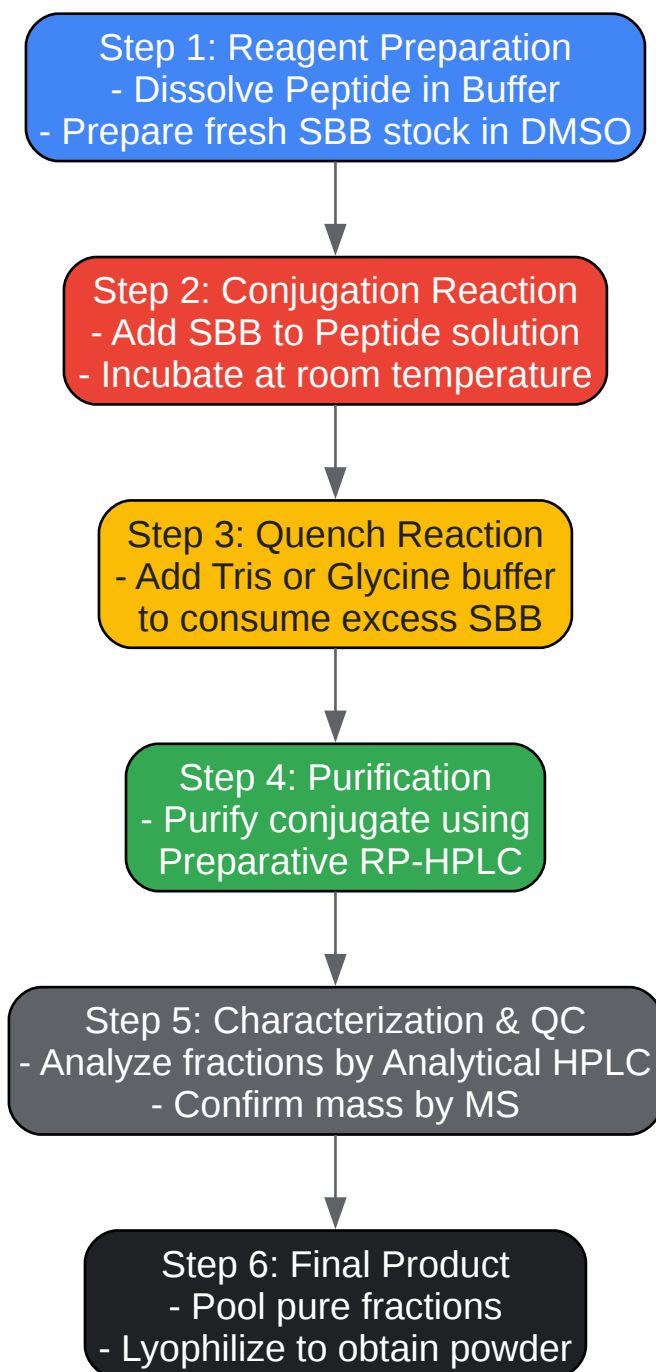 Step 1: Reagent Preparation
- Dissolve Peptide in Buffer
- Prepare fresh SBB stock in DMSO
Step 2: Conjugation Reaction
- Add SBB to Peptide solution
- Incubate at room temperature
Step 3: Quench Reaction
- Add Tris or Glycine buffer
to consume excess SBB
Step 4: Purification
- Purify conjugate using
Preparative RP-HPLC
Step 5: Characterization & QC
- Analyze fractions by Analytical HPLC
- Confirm mass by MS
Step 6: Final Product
- Pool pure fractions
- Lyophilize to obtain powder